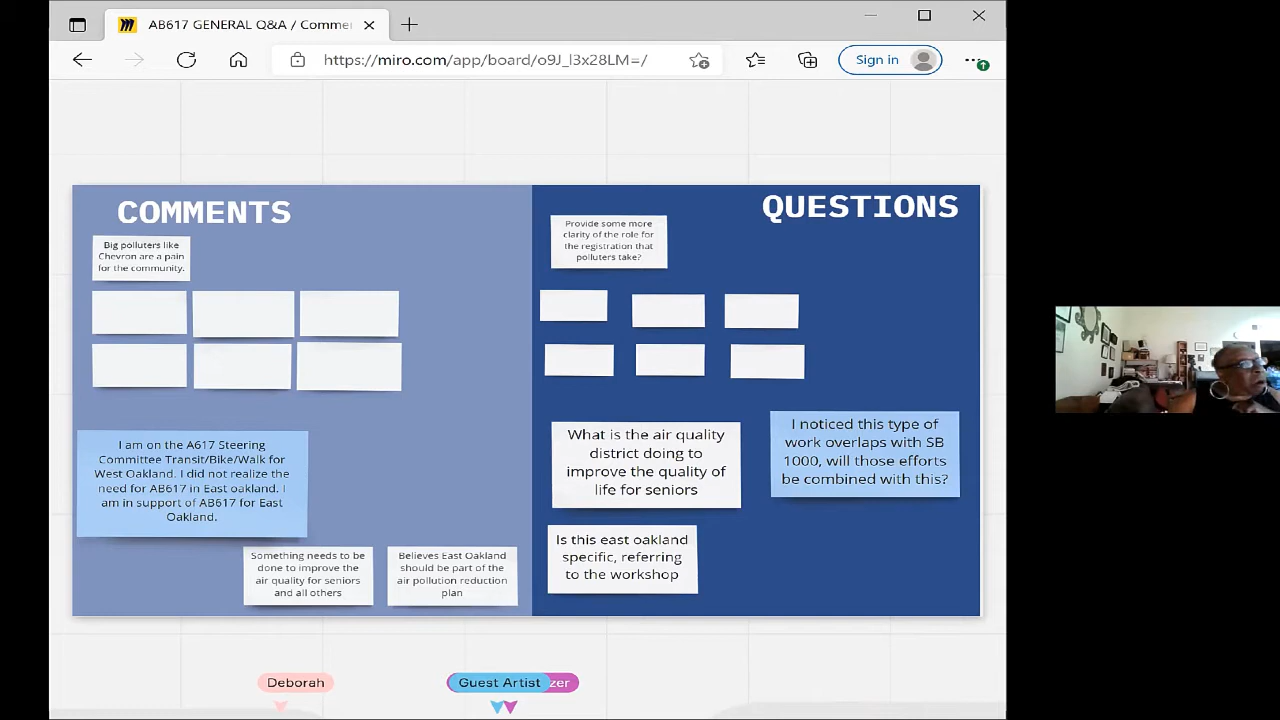 AB617 GENERAL Q&A / Commer
https://miro.com/app/board/o9J_l3x28LM=/
Sign in
COMMENTS
Big polluters like
Chevron are a pain
for the community.
I am on the A617 Steering
Committee Transit/Bike/Walk for
West Oakland. I did not realize the
need for AB617 in East oakland. I
am in support of AB617 for East
Oakland.
Something needs to be
done to improve the
air quality for seniors
and all others
Believes East Oakland
should be part of the
air pollution reduction
plan
QUESTIONS
Provide some more
clarity of the role for
the registration that
polluters take?
What is the air quality
district doing to
improve the quality of
life for seniors
I noticed this type of
work overlaps with SB
1000, will those efforts
be combined with this?
Is this east oakland
specific, referring
to the workshop
Deborah
Guest Artist
zer